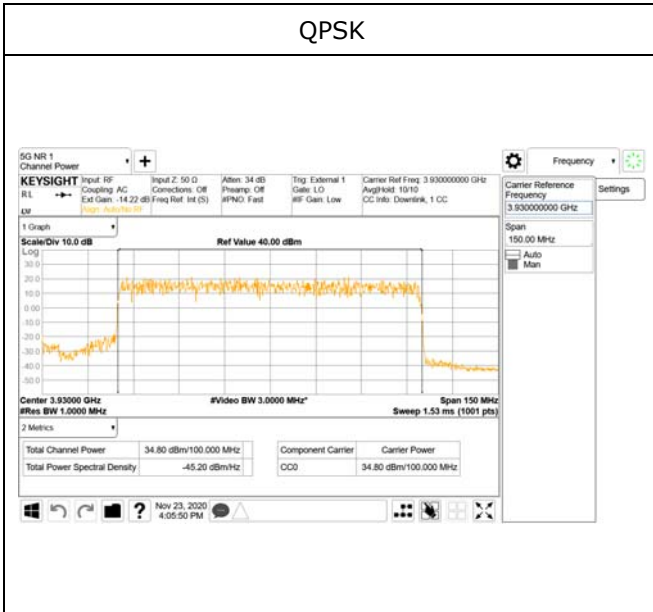 QPSK
5G NR 1
Channel Power
Frequency
KEYSIGHT Input: RF Input Z: 50 Ω Atten: 34 dB Trig: External 1 Carrier Ref Freq: 3.930000000 GHz
RL Coupling: AC Corrections: Off Preamp: Off Gate: LO Avg|Hold: 10/10
Ext Gain: -14.22 dB Freq Ref: Int (S) #PNO: Fast #IF Gain: Low CC Info: Downlink, 1 CC
Align: Auto/No RF
Carrier Reference
Frequency
3.930000000 GHz
Settings
Span
150.00 MHz
Auto
Man
1 Graph
Scale/Div 10.0 dB Ref Value 40.00 dBm
Log
30.0
20.0
10.0
0.00
-10.0
-20.0
-30.0
-40.0
-50.0
Center 3.93000 GHz #Video BW 3.0000 MHz* Span 150 MHz
#Res BW 1.0000 MHz Sweep 1.53 ms (1001 pts)
2 Metrics
Total Channel Power 34.80 dBm/100.000 MHz Component Carrier Carrier Power
Total Power Spectral Density -45.20 dBm/Hz CC0 34.80 dBm/100.000 MHz
Nov 23, 2020
4:05:50 PM